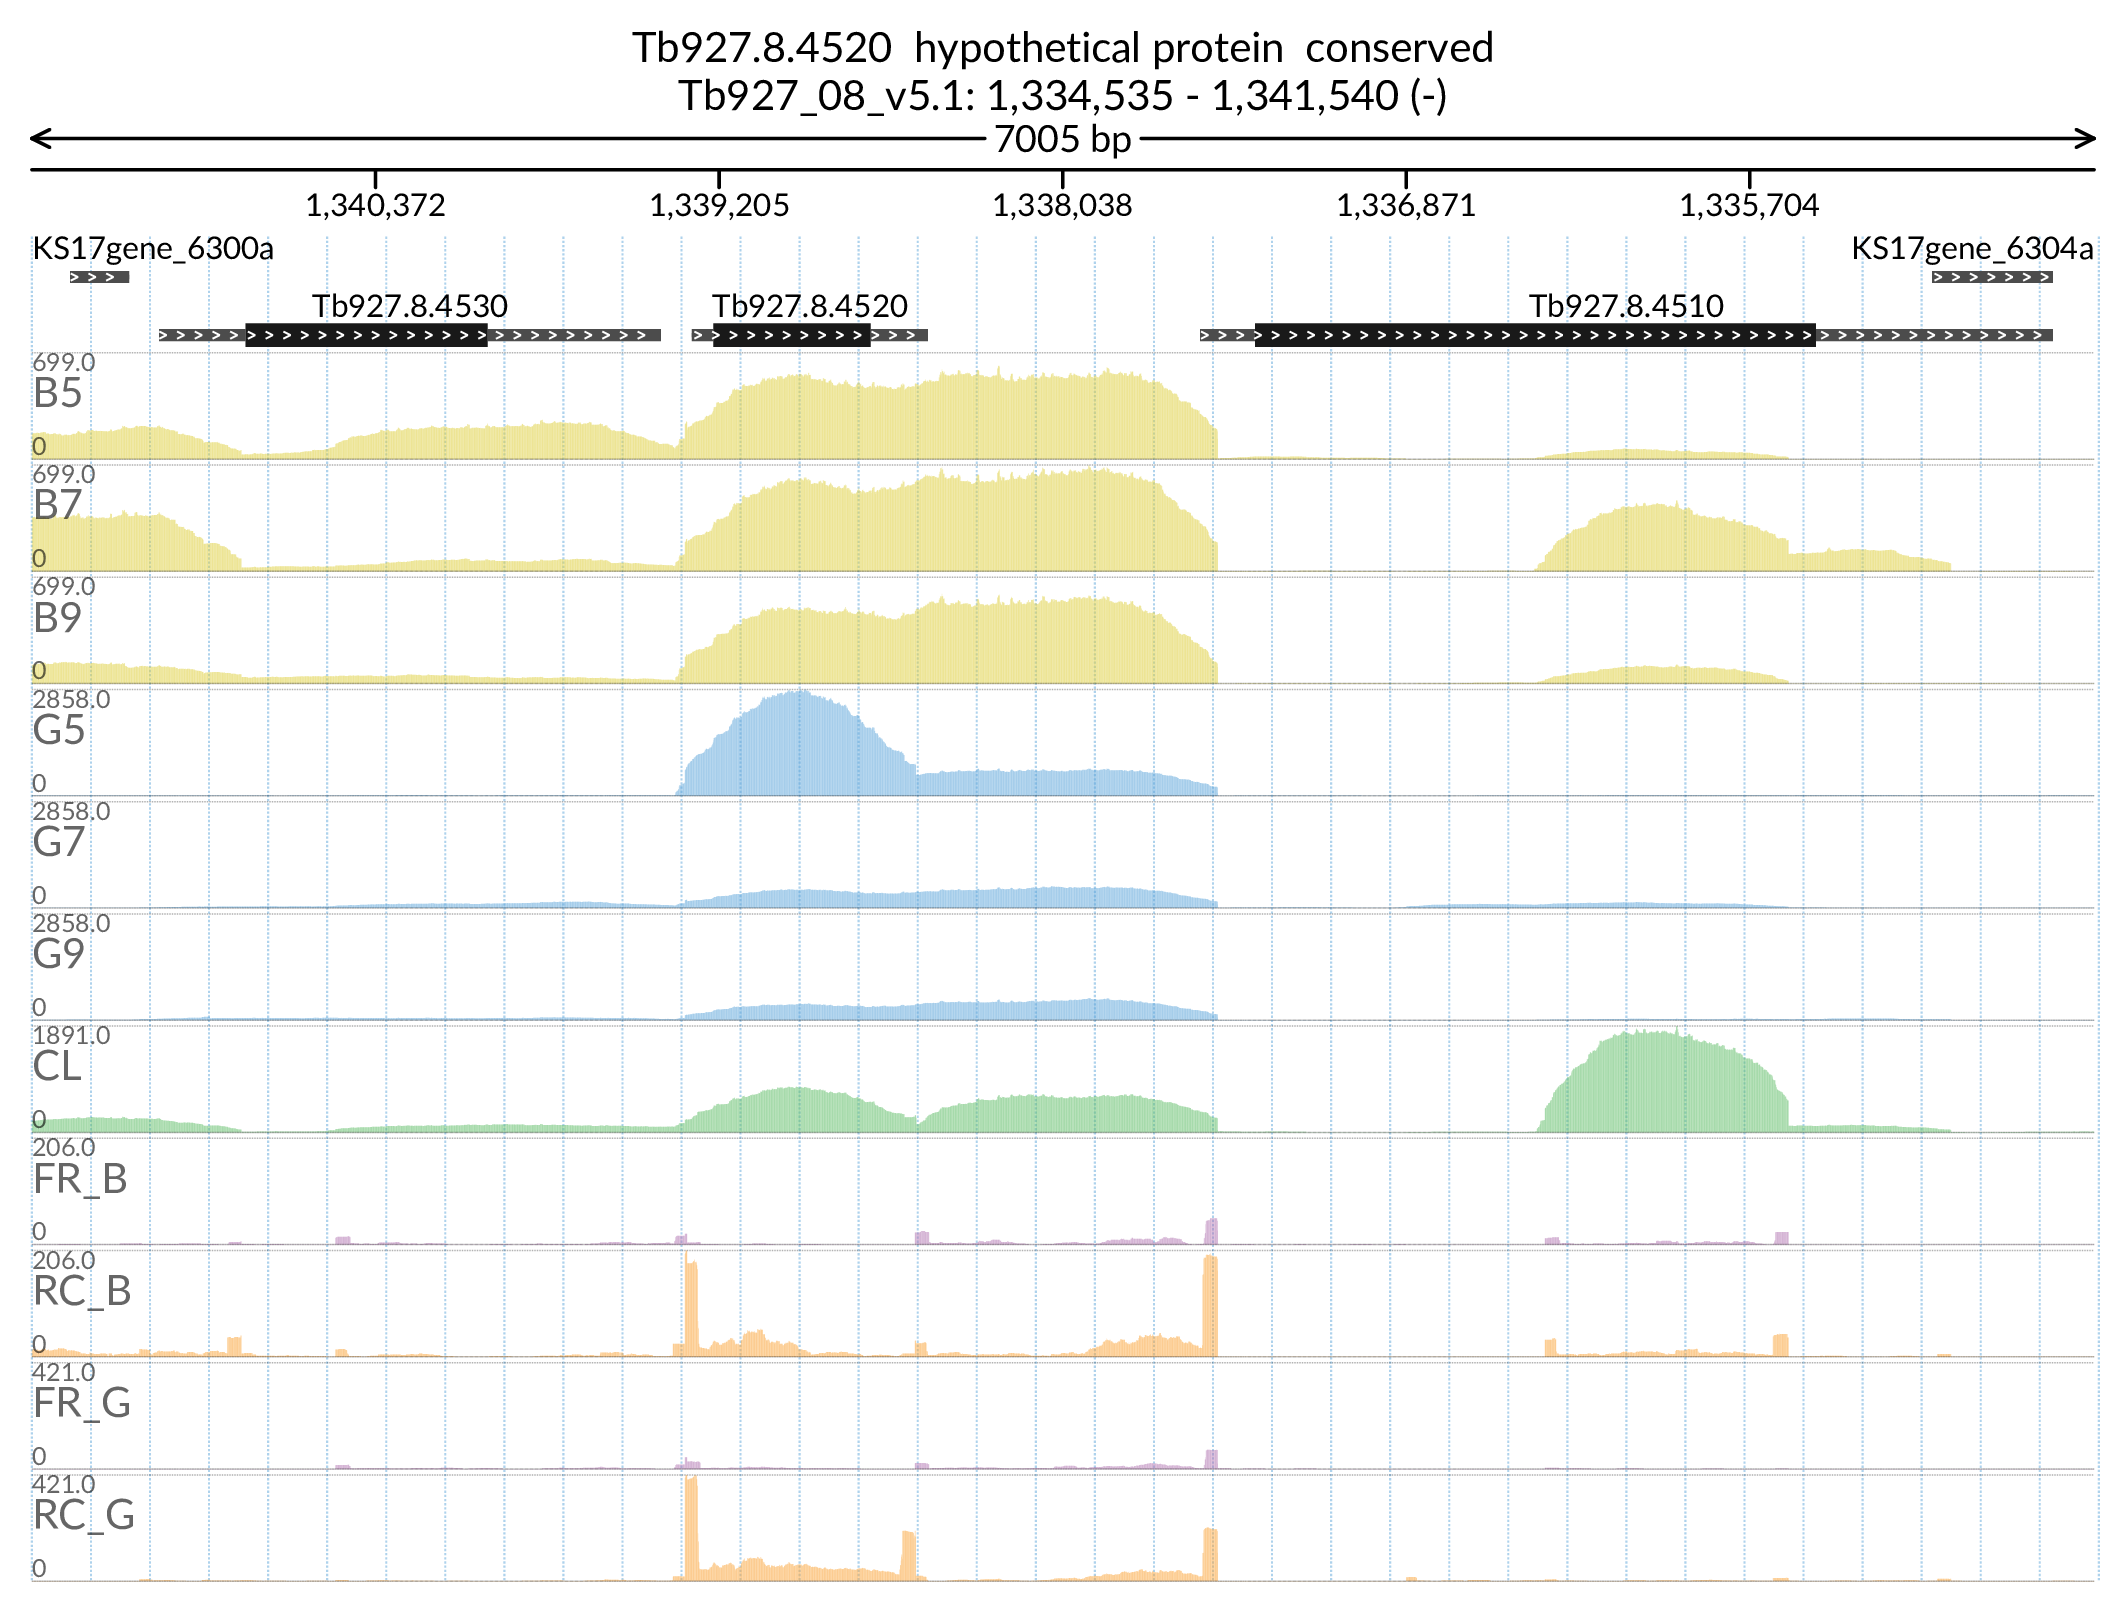 Tb927.8.4520  hypothetical protein  conserved
Tb927_08_v5.1: 1,334,535 - 1,341,540 (-)
7005 bp
1,340,372 1,339,205 1,338,038 1,336,871 1,335,704
KS17gene_6300a KS17gene_6304a
Tb927.8.4530 Tb927.8.4520 Tb927.8.4510
699.0
B5
0
699.0
B7
0
699.0
B9
0
2858.0
G5
0
2858.0
G7
0
2858.0
G9
0
1891.0
CL
0
206.0
FR_B
0
206.0
RC_B
0
421.0
FR_G
0
421.0
RC_G
0